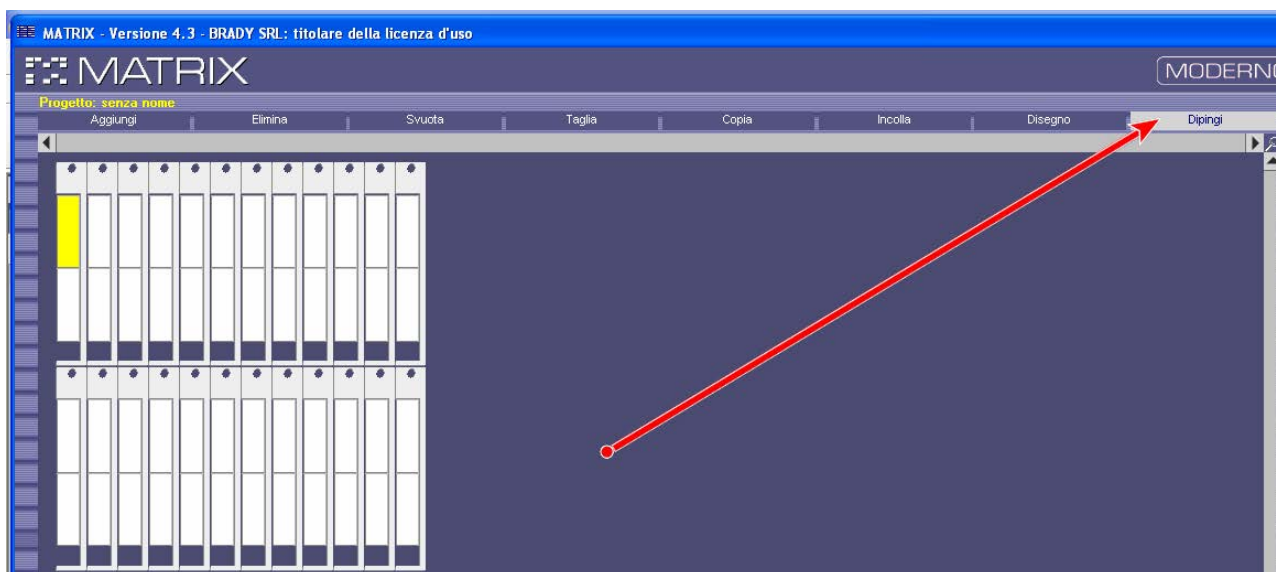 MATRIX - Versione 4.3 - BRADY SRL: titolare della licenza d'uso
MATRIX
MODERNO
Progetto: senza nome
Aggiungi Elimina Svuota Taglia Copia Incolla Disegno Dipingi